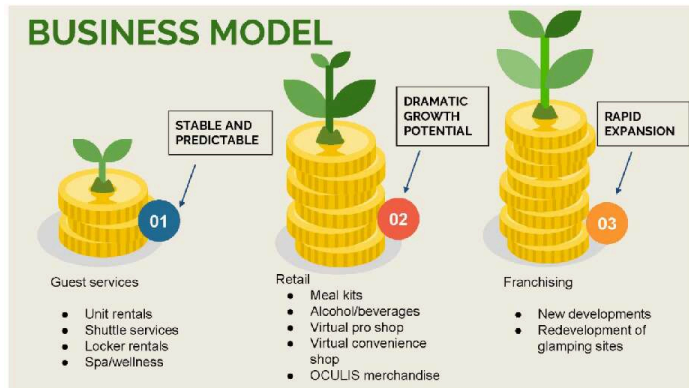 BUSINESS MODEL
STABLE AND
PREDICTABLE
DRAMATIC
GROWTH
POTENTIAL
RAPID
EXPANSION
01
02
03
Guest services
● Unit rentals
● Shuttle services
● Locker rentals
● Spa/wellness
Retail
● Meal kits
● Alcohol/beverages
● Virtual pro shop
● Virtual convenience
shop
● OCULIS merchandise
Franchising
● New developments
● Redevelopment of
glamping sites